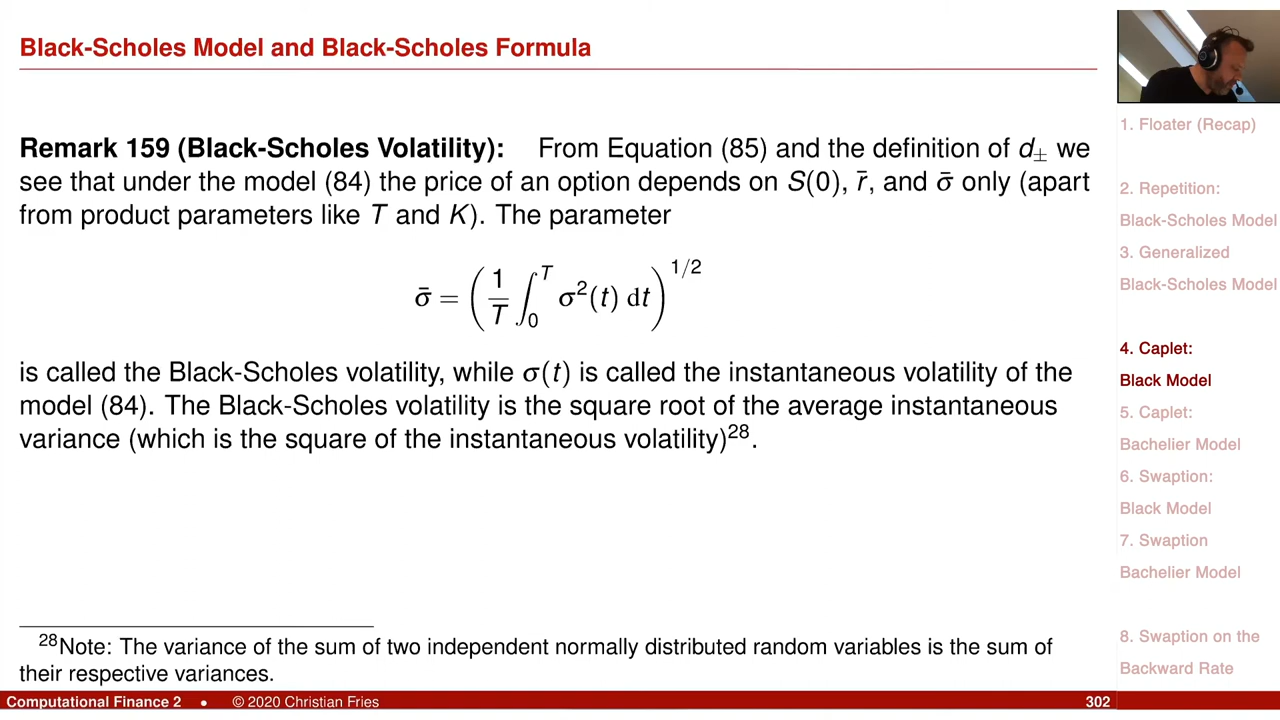 Black-Scholes Model and Black-Scholes Formula
Remark 159 (Black-Scholes Volatility): From Equation (85) and the definition of d± we
see that under the model (84) the price of an option depends on S(0), r̄, and σ̄ only (apart
from product parameters like T and K). The parameter
σ̄ = (1/T ∫₀ᵀ σ²(t) dt)^1/2
is called the Black-Scholes volatility, while σ(t) is called the instantaneous volatility of the
model (84). The Black-Scholes volatility is the square root of the average instantaneous
variance (which is the square of the instantaneous volatility)²⁸.
²⁸Note: The variance of the sum of two independent normally distributed random variables is the sum of
their respective variances.
Computational Finance 2 • © 2020 Christian Fries 302
1. Floater (Recap)
2. Repetition:
Black-Scholes Model
3. Generalized
Black-Scholes Model
4. Caplet:
Black Model
5. Caplet:
Bachelier Model
6. Swaption:
Black Model
7. Swaption
Bachelier Model
8. Swaption on the
Backward Rate